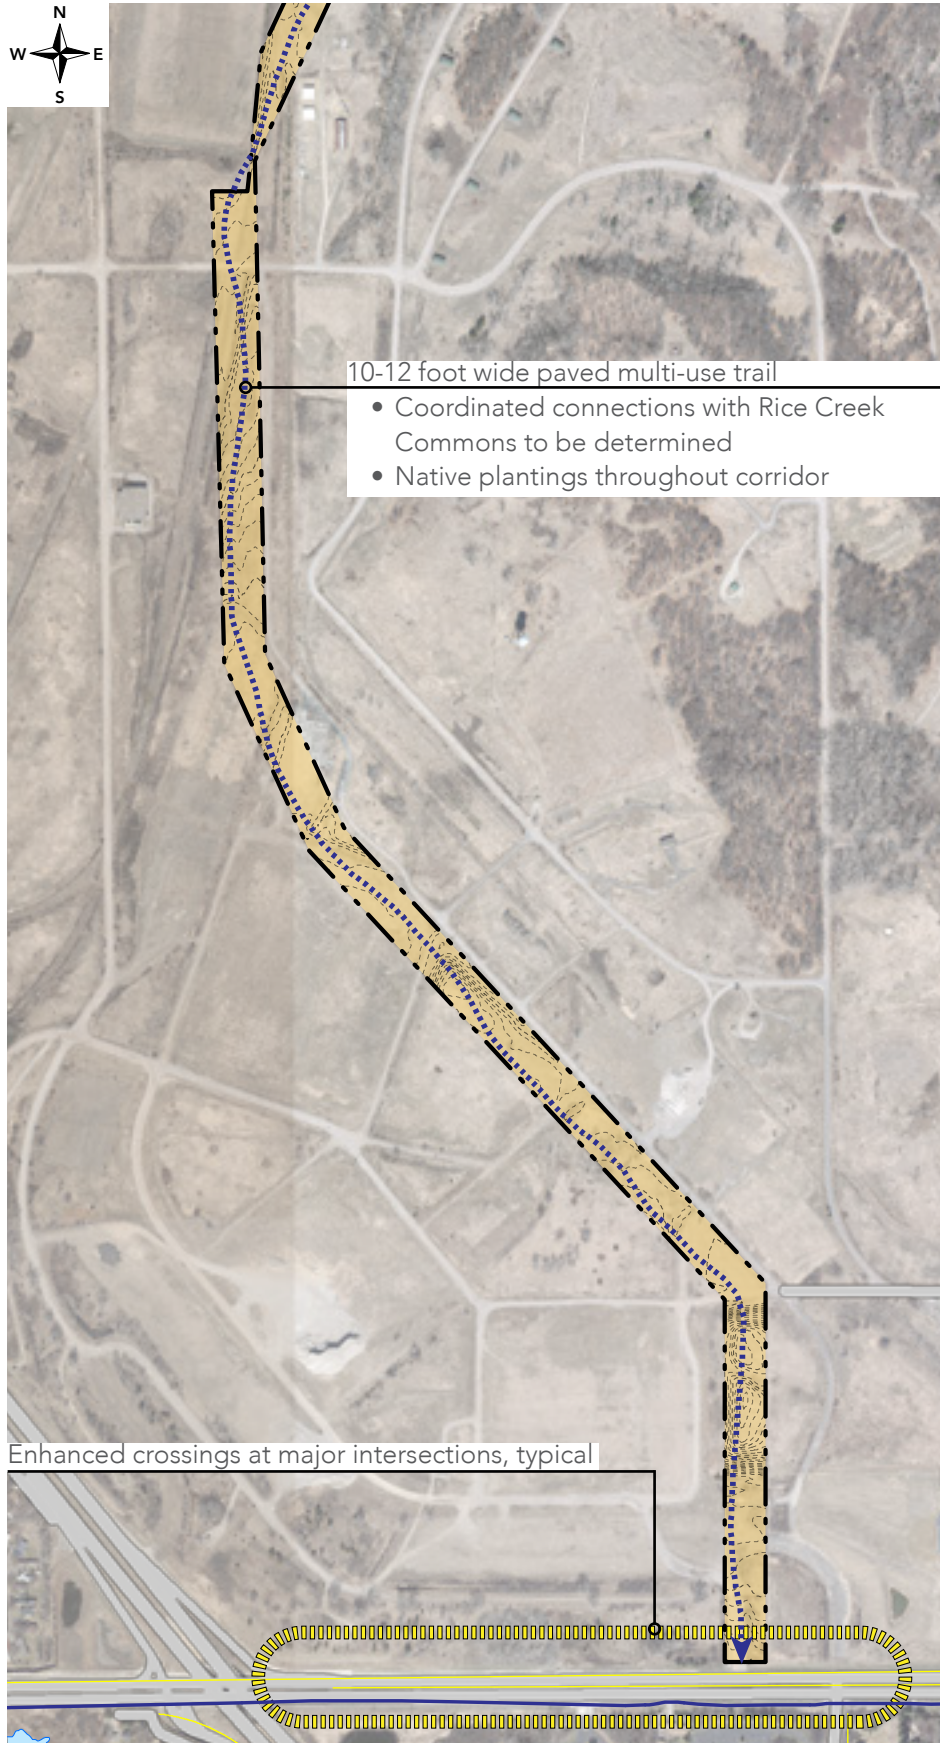 N
W E
S
10-12 foot wide paved multi-use trail
• Coordinated connections with Rice Creek
Commons to be determined
• Native plantings throughout corridor
Enhanced crossings at major intersections, typical